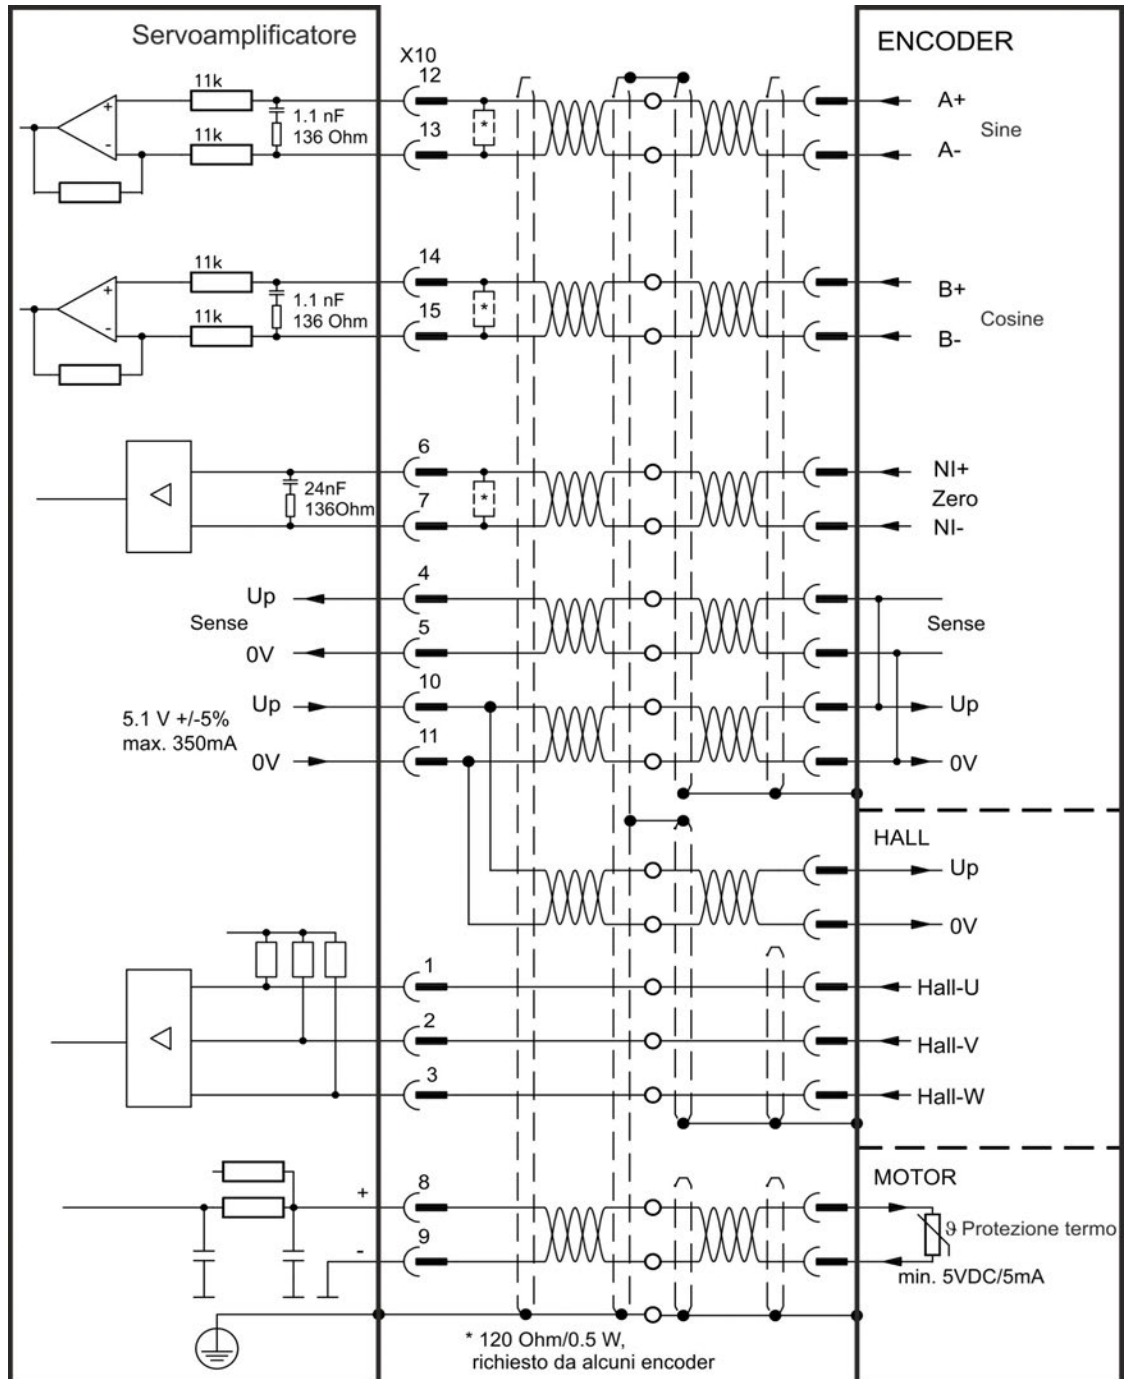 Servoamplificatore
X10
ENCODER
11k
12
+
1.1 nF
136 Ohm
*
A+
Sine
11k
13
-
A-
11k
14
+
1.1 nF
136 Ohm
*
B+
Cosine
11k
15
-
B-
6
NI+
24nF
136Ohm
*
Zero
7
NI-
4
Up
Sense
Sense
5
0V
10
Up
Up
5.1 V +/-5%
max. 350mA
11
0V
0V
HALL
Up
0V
1
Hall-U
2
Hall-V
3
Hall-W
MOTOR
+
8
ϑ Protezione termo
-
9
min. 5VDC/5mA
* 120 Ohm/0.5 W,
richiesto da alcuni encoder